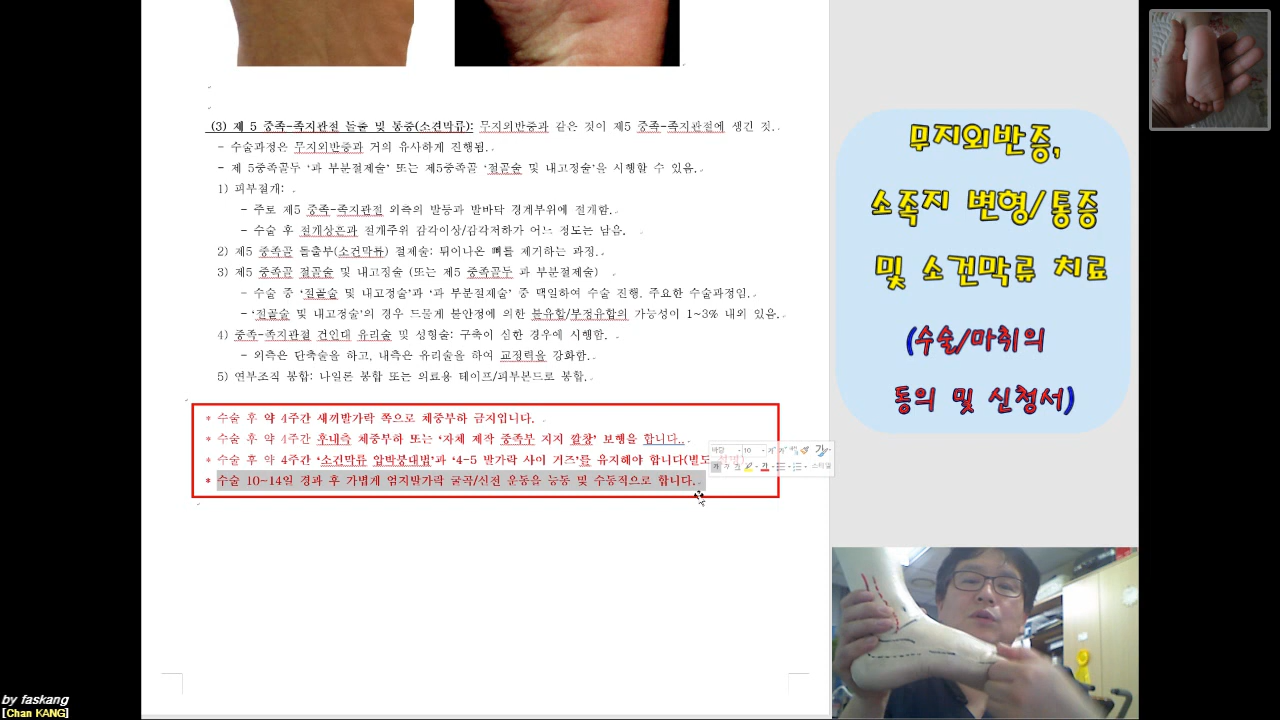 (3) 제 5 중족-족지관절 돌출 및 통증(소건막류): 무지외반증과 같은 것이 제5 중족-족지관절에 생긴 것.
- 수술과정은 무지외반증과 거의 유사하게 진행됨.
- 제 5중족골두 '과 부분절제술' 또는 제5중족골 '절골술 및 내고정술'을 시행할 수 있음.
1) 피부절개:
- 주로 제5 중족-족지관절 외측의 발등과 발바닥 경계부위에 절개함.
- 수술 후 절개상흔과 절개주위 감각이상/감각저하가 어느 정도는 남음.
2) 제5 중족골 돌출부(소건막류) 절제술: 튀어나온 뼈를 제거하는 과정.
3) 제5 중족골 절골술 및 내고정술 (또는 제5 중족골두 과 부분절제술)
- 수술 중 '절골술 및 내고정술'과 '과 부분절제술' 중 택일하여 수술 진행. 주요한 수술과정임.
- '절골술 및 내고정술'의 경우 드물게 불안정에 의한 불유합/부정유합의 가능성이 1~3% 내외 있음.
4) 중족-족지관절 건인대 유리술 및 성형술: 구축이 심한 경우에 시행함.
- 외측은 단축술을 하고, 내측은 유리술을 하여 교정력을 강화함.
5) 연부조직 봉합: 나일론 봉합 또는 의료용 테이프/피부본드로 봉합.
* 수술 후 약 4주간 새끼발가락 쪽으로 체중부하 금지입니다.
* 수술 후 약 4주간 후내측 체중부하 또는 '자체 제작 중족부 지지 깔창' 보행을 합니다..
* 수술 후 약 4주간 '소건막류 압박붕대법'과 '4-5 발가락 사이 거즈'를 유지해야 합니다(별도
* 수술 10~14일 경과 후 가볍게 엄지발가락 굴곡/신전 운동을 능동 및 수동적으로 합니다.
바탕 10 가
가 가 가 가 스타일
무지외반증,
소족지 변형/통증
및 소건막류 치료
(수술/마취의
동의 및 신청서)
by faskang
[Chan KANG]